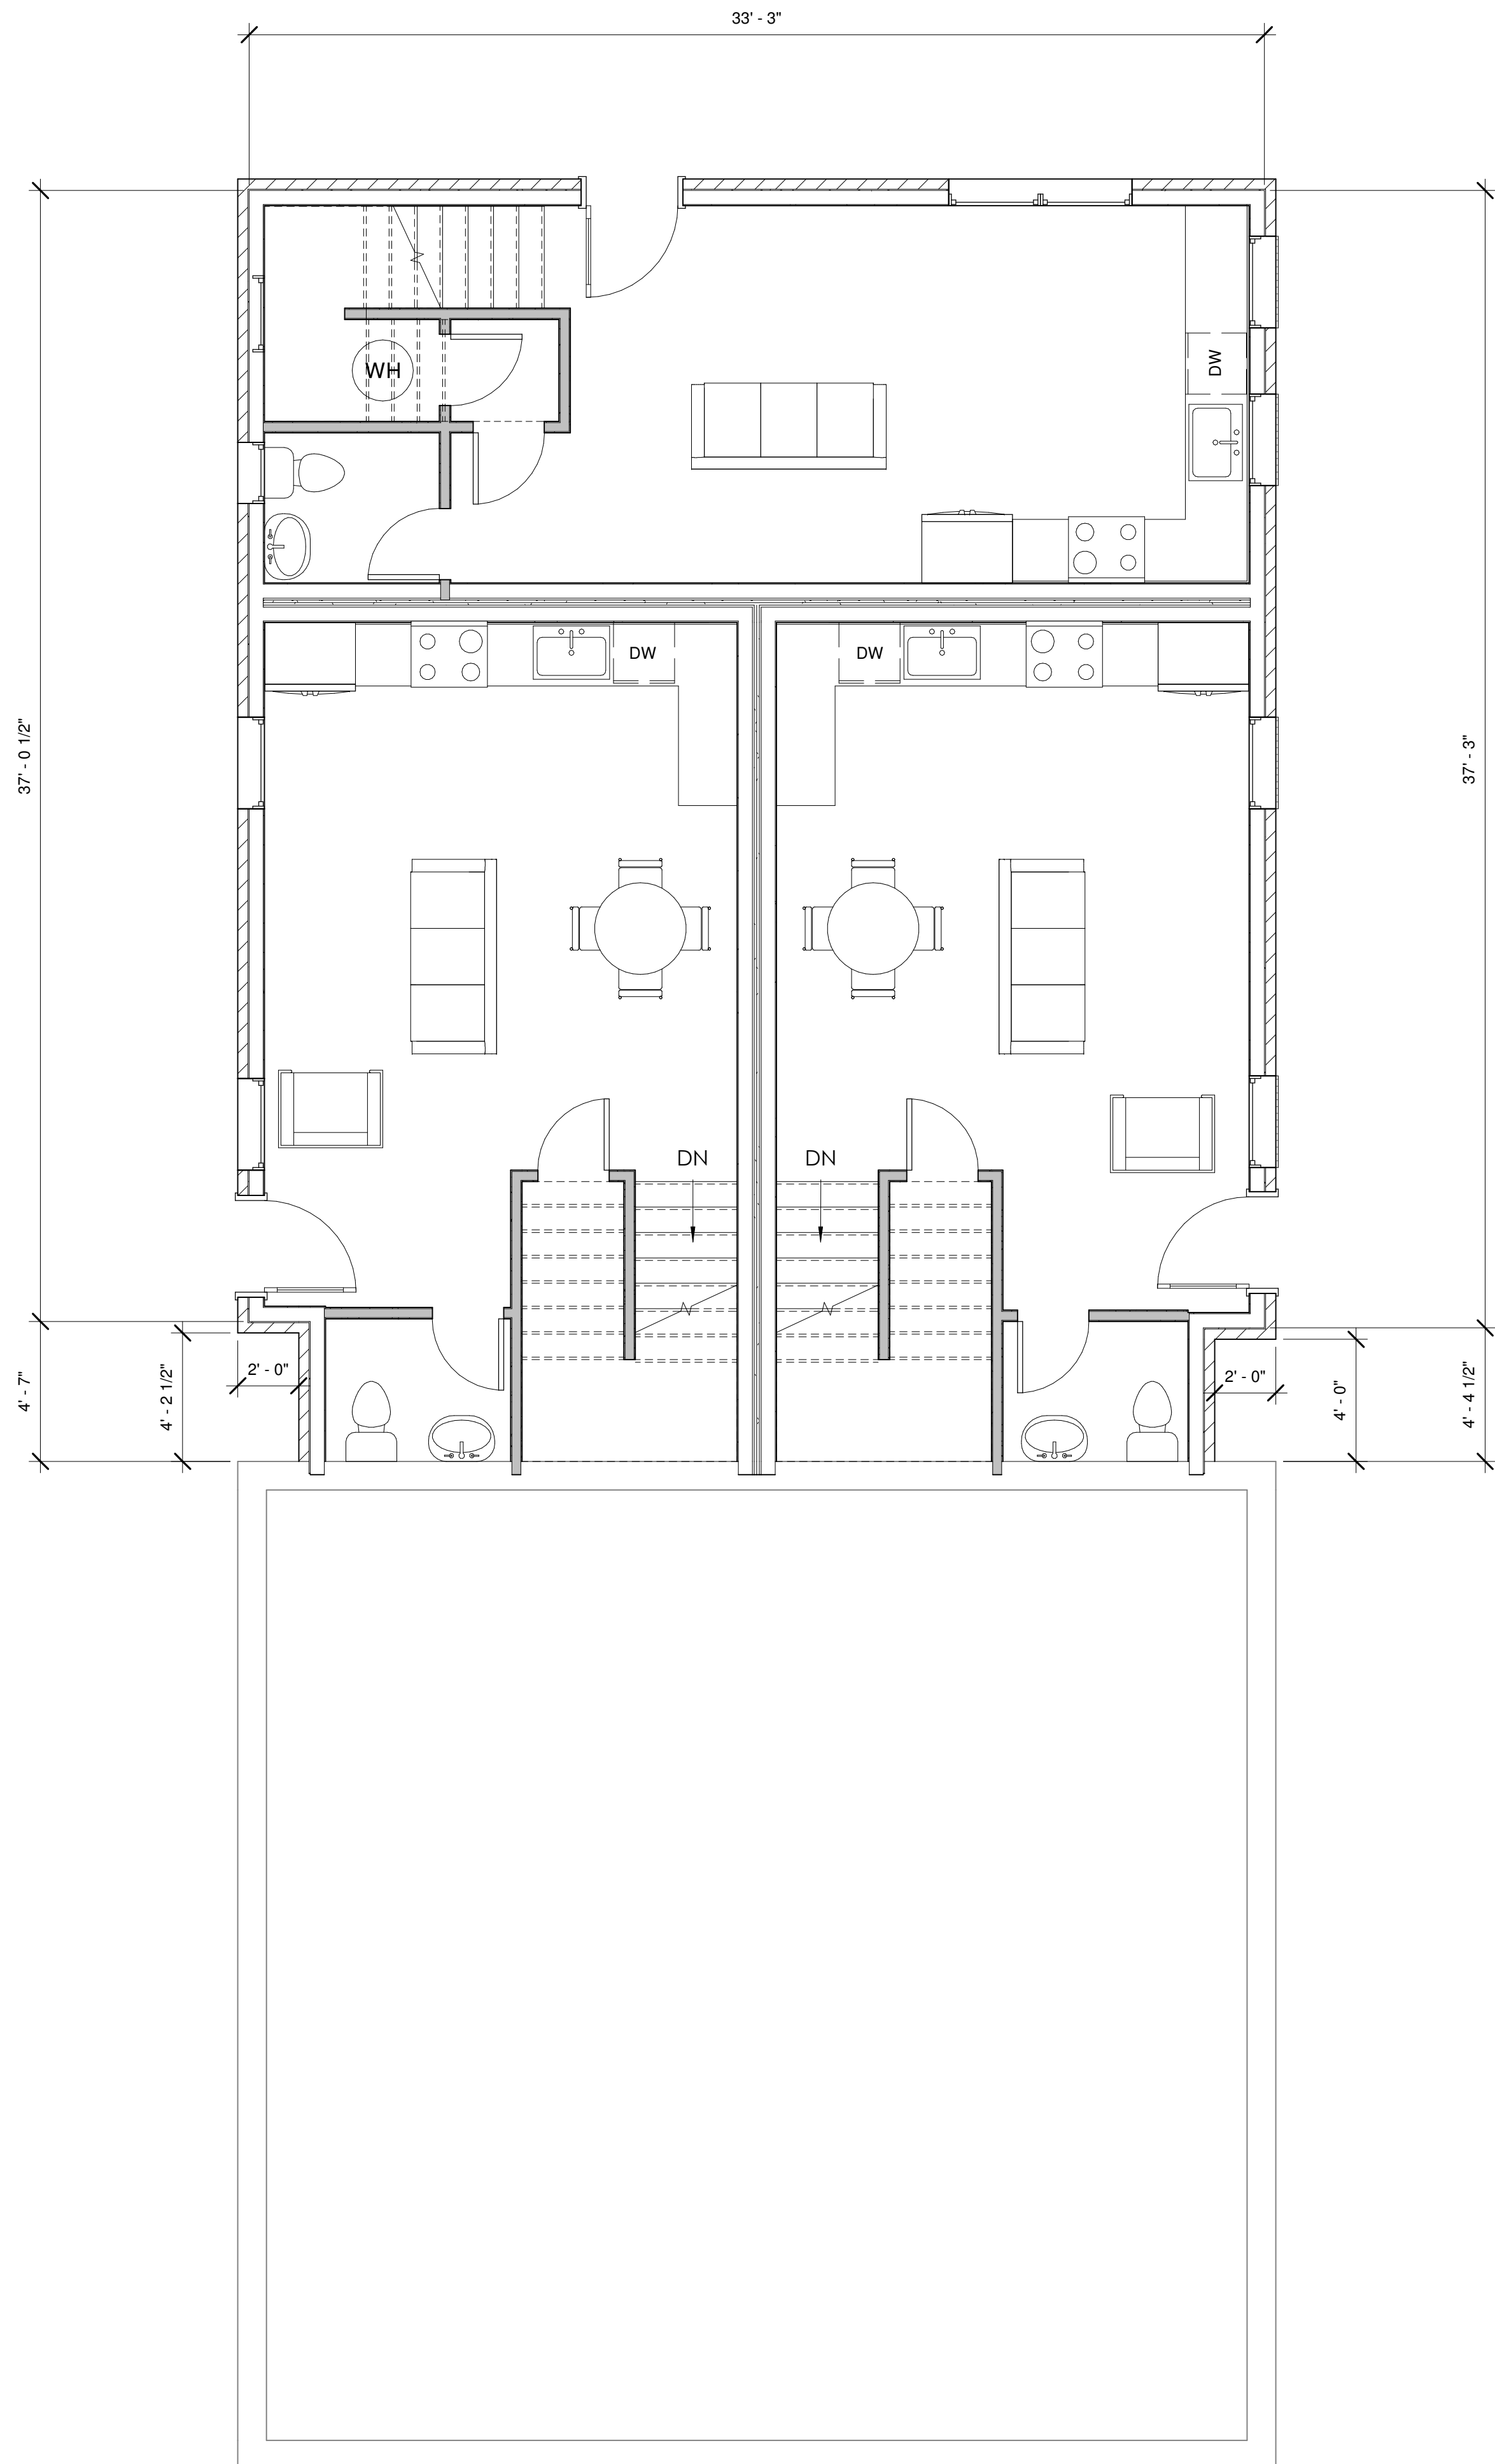 33' - 3"
WH
DW
DW
DW
37' - 0 1/2"
37' - 3"
DN
DN
2' - 0"
2' - 0"
4' - 7"
4' - 2 1/2"
4' - 0"
4' - 4 1/2"